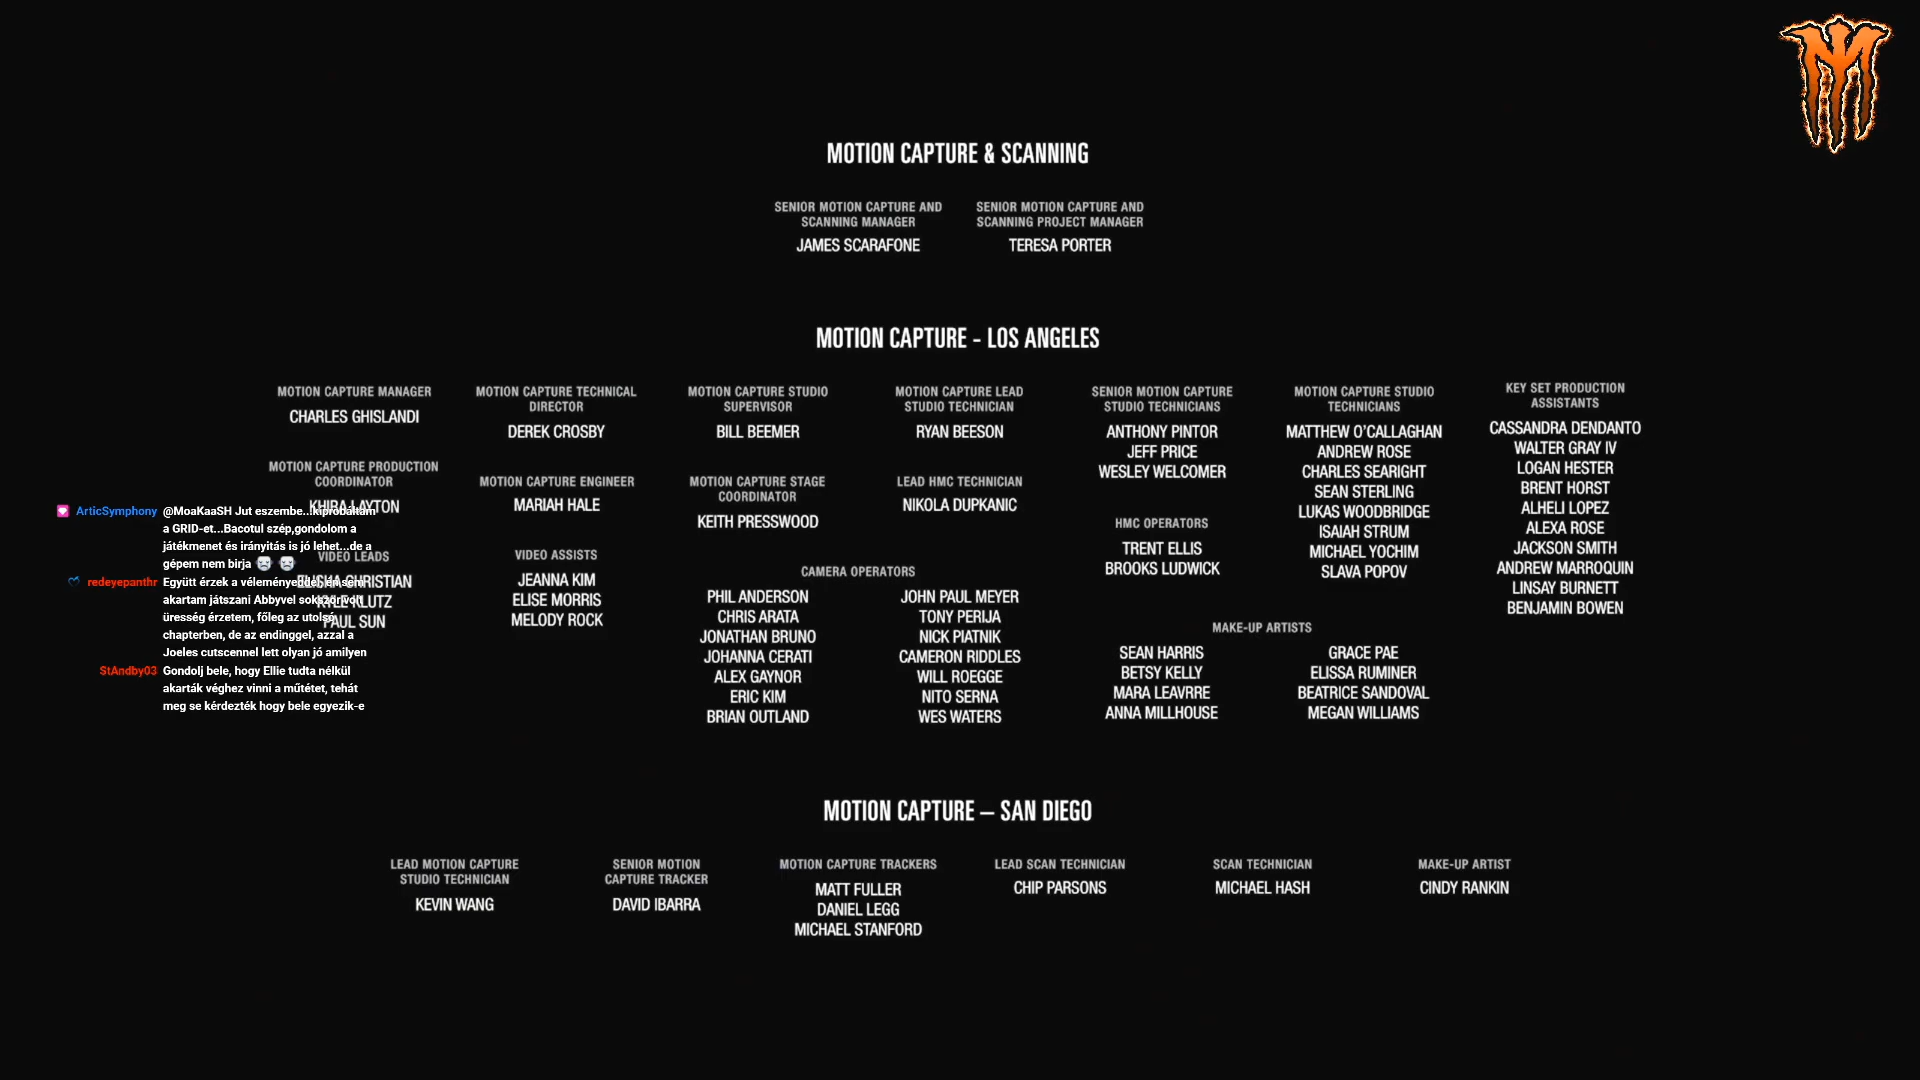 MOTION CAPTURE & SCANNING
SENIOR MOTION CAPTURE AND
SCANNING MANAGER
JAMES SCARAFONE
SENIOR MOTION CAPTURE AND
SCANNING PROJECT MANAGER
TERESA PORTER
MOTION CAPTURE - LOS ANGELES
MOTION CAPTURE MANAGER
CHARLES GHISLANDI
MOTION CAPTURE PRODUCTION
COORDINATOR
KHIRA LAYTON
VIDEO LEADS
ELISHA CHRISTIAN
KYLE KLUTZ
PAUL SUN
MOTION CAPTURE TECHNICAL
DIRECTOR
DEREK CROSBY
MOTION CAPTURE ENGINEER
MARIAH HALE
VIDEO ASSISTS
JEANNA KIM
ELISE MORRIS
MELODY ROCK
MOTION CAPTURE STUDIO
SUPERVISOR
BILL BEEMER
MOTION CAPTURE STAGE
COORDINATOR
KEITH PRESSWOOD
MOTION CAPTURE LEAD
STUDIO TECHNICIAN
RYAN BEESON
LEAD HMC TECHNICIAN
NIKOLA DUPKANIC
CAMERA OPERATORS
PHIL ANDERSON
CHRIS ARATA
JONATHAN BRUNO
JOHANNA CERATI
ALEX GAYNOR
ERIC KIM
BRIAN OUTLAND
JOHN PAUL MEYER
TONY PERIJA
NICK PIATNIK
CAMERON RIDDLES
WILL ROEGGE
NITO SERNA
WES WATERS
SENIOR MOTION CAPTURE
STUDIO TECHNICIANS
ANTHONY PINTOR
JEFF PRICE
WESLEY WELCOMER
HMC OPERATORS
TRENT ELLIS
BROOKS LUDWICK
MOTION CAPTURE STUDIO
TECHNICIANS
MATTHEW O'CALLAGHAN
ANDREW ROSE
CHARLES SEARIGHT
SEAN STERLING
LUKAS WOODBRIDGE
ISAIAH STRUM
MICHAEL YOCHIM
SLAVA POPOV
MAKE-UP ARTISTS
SEAN HARRIS
BETSY KELLY
MARA LEAVRRE
ANNA MILLHOUSE
GRACE PAE
ELISSA RUMINER
BEATRICE SANDOVAL
MEGAN WILLIAMS
KEY SET PRODUCTION
ASSISTANTS
CASSANDRA DENDANTO
WALTER GRAY IV
LOGAN HESTER
BRENT HORST
ALHELI LOPEZ
ALEXA ROSE
JACKSON SMITH
ANDREW MARROQUIN
LINSAY BURNETT
BENJAMIN BOWEN
ArticSymphony @MoaKaaSH Jut eszembe...kipróbáltam
a GRID-et...Bacotul szép,gondolom a
játékmenet és irányitás is jó lehet...de a
gépem nem birja
redeyepanthr Együtt érzek a
akartam játszani Abbyvel
üresség érzetem, főleg az utolsó
chapterben, de az endinggel, azzal a
Joeles cutscennel lett olyan jó amilyen
StAndby03 Gondolj bele, hogy Ellie tudta nélkül
akarták véghez vinni a műtétet, tehát
meg se kérdezték hogy bele egyezik-e
MOTION CAPTURE – SAN DIEGO
LEAD MOTION CAPTURE
STUDIO TECHNICIAN
KEVIN WANG
SENIOR MOTION
CAPTURE TRACKER
DAVID IBARRA
MOTION CAPTURE TRACKERS
MATT FULLER
DANIEL LEGG
MICHAEL STANFORD
LEAD SCAN TECHNICIAN
CHIP PARSONS
SCAN TECHNICIAN
MICHAEL HASH
MAKE-UP ARTIST
CINDY RANKIN